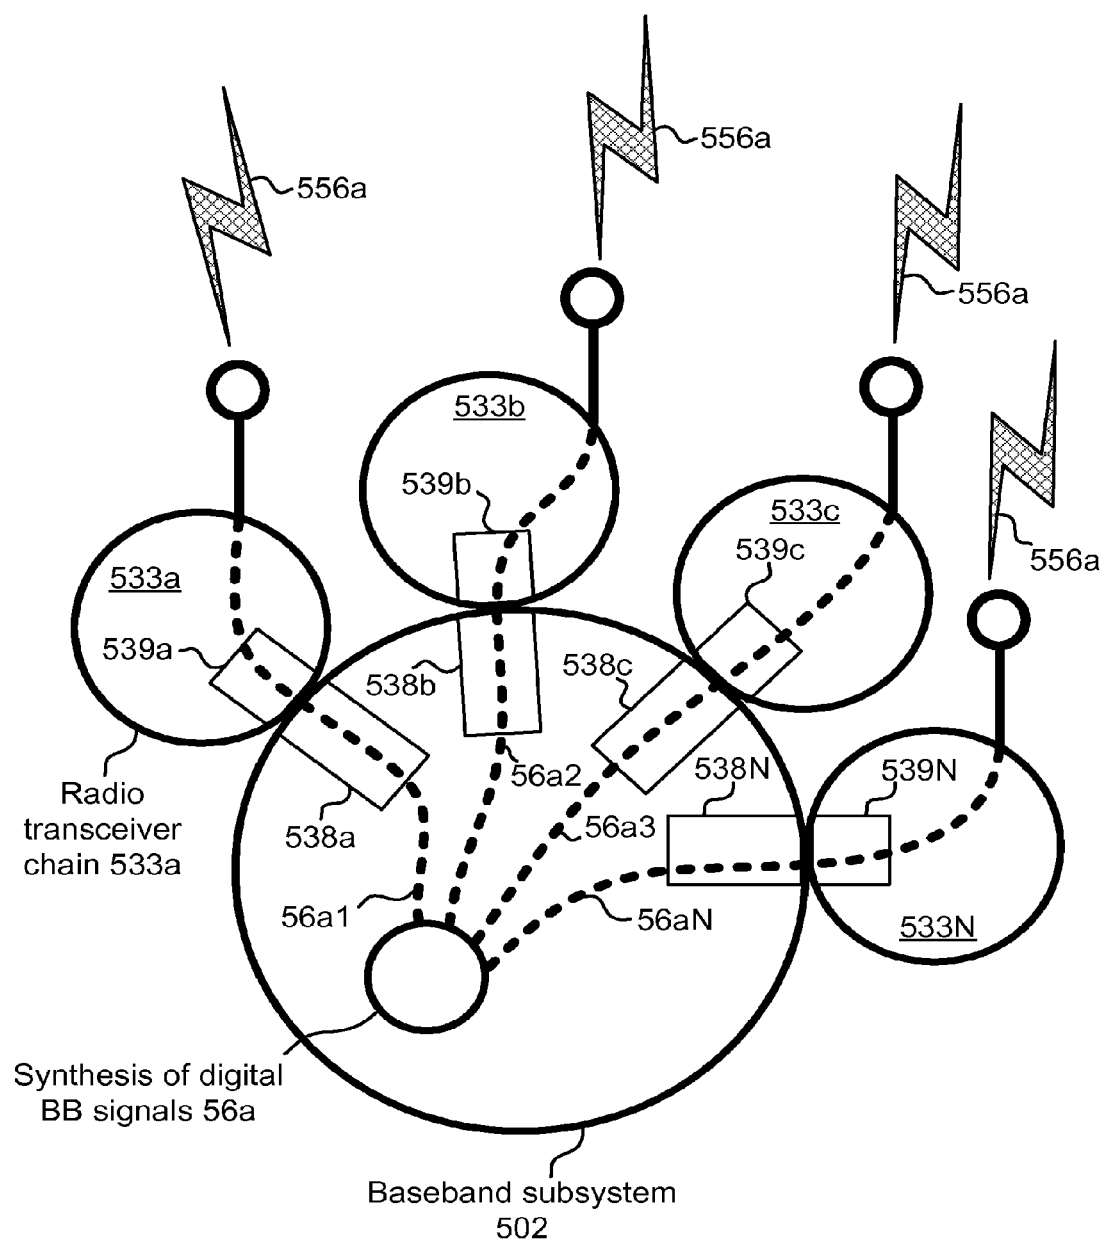 556a
556a
556a
556a
533b
539b
533c
539c
533a
539a
538b
538c
538N
539N
56a2
56a3
538a
Radio
transceiver
chain 533a
56a1
56aN
533N
Synthesis of digital
BB signals 56a
Baseband subsystem
502